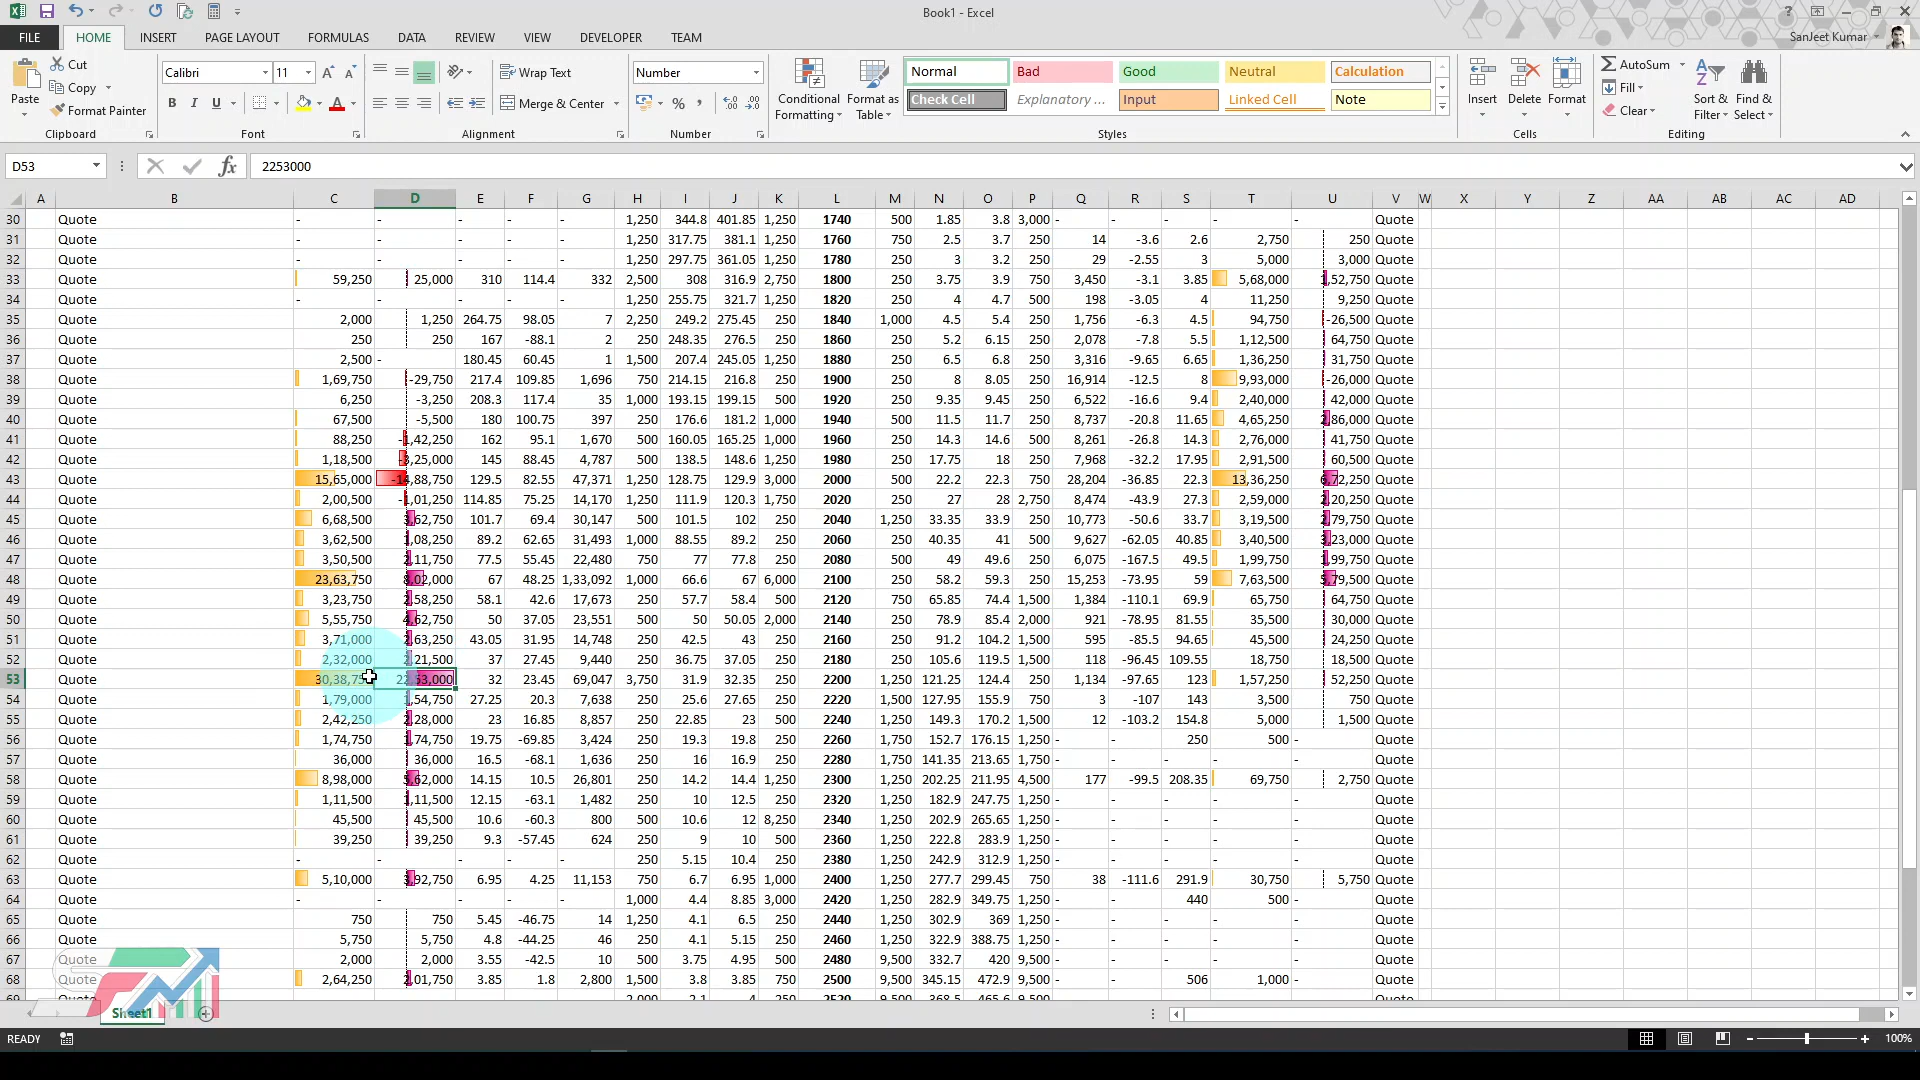 Book1 - Excel
FILE HOME INSERT PAGE LAYOUT FORMULAS DATA REVIEW VIEW DEVELOPER TEAM SanJeet Kumar
Cut
Copy
Format Painter
Paste
Clipboard
Calibri 11
B I U
Font
Wrap Text
Merge & Center
Alignment
Number
%
Number
Conditional Formatting
Format as Table
Normal Bad Good Neutral Calculation
Check Cell Explanatory ... Input Linked Cell Note
Styles
Insert Delete Format
Cells
AutoSum
Fill
Clear
Sort & Filter
Find & Select
Editing
D53 fx 2253000
A B C D E F G H I J K L M N O P Q R S T U V W X Y Z AA AB AC AD
30 Quote - - - - - 1,250 344.8 401.85 1,250 1740 500 1.85 3.8 3,000 - - - - - Quote
31 Quote - - - - - 1,250 317.75 381.1 1,250 1760 750 2.5 3.7 250 14 -3.6 2.6 2,750 250 Quote
32 Quote - - - - - 1,250 297.75 361.05 1,250 1780 250 3 3.2 250 29 -2.55 3 5,000 3,000 Quote
33 Quote 59,250 25,000 310 114.4 332 2,500 308 316.9 2,750 1800 250 3.75 3.9 750 3,450 -3.1 3.85 5,68,000 1,52,750 Quote
34 Quote - - - - - 1,250 255.75 321.7 1,250 1820 250 4 4.7 500 198 -3.05 4 11,250 9,250 Quote
35 Quote 2,000 1,250 264.75 98.05 7 2,250 249.2 275.45 250 1840 1,000 4.5 5.4 250 1,756 -6.3 4.5 94,750 -26,500 Quote
36 Quote 250 250 167 -88.1 2 250 248.35 276.5 250 1860 250 5.2 6.15 250 2,078 -7.8 5.5 1,12,500 64,750 Quote
37 Quote 2,500 - 180.45 60.45 1 1,500 207.4 245.05 1,250 1880 250 6.5 6.8 250 3,316 -9.65 6.65 1,36,250 31,750 Quote
38 Quote 1,69,750 -29,750 217.4 109.85 1,696 750 214.15 216.8 250 1900 250 8 8.05 250 16,914 -12.5 8 9,93,000 -26,000 Quote
39 Quote 6,250 -3,250 208.3 117.4 35 1,000 193.15 199.15 500 1920 250 9.35 9.45 250 6,522 -16.6 9.4 2,40,000 42,000 Quote
40 Quote 67,500 -5,500 180 100.75 397 250 176.6 181.2 1,000 1940 500 11.5 11.7 250 8,737 -20.8 11.65 4,65,250 2,86,000 Quote
41 Quote 88,250 -1,42,250 162 95.1 1,670 500 160.05 165.25 1,000 1960 250 14.3 14.6 500 8,261 -26.8 14.3 2,76,000 41,750 Quote
42 Quote 1,18,500 -3,25,000 145 88.45 4,787 500 138.5 148.6 1,250 1980 250 17.75 18 250 7,968 -32.2 17.95 2,91,500 60,500 Quote
43 Quote 15,65,000 -14,88,750 129.5 82.55 47,371 1,250 128.75 129.9 3,000 2000 500 22.2 22.3 750 28,204 -36.85 22.3 13,36,250 6,72,250 Quote
44 Quote 2,00,500 -1,01,250 114.85 75.25 14,170 1,250 111.9 120.3 1,750 2020 250 27 28 2,750 8,474 -43.9 27.3 2,59,000 2,20,250 Quote
45 Quote 6,68,500 3,62,750 101.7 69.4 30,147 500 101.5 102 250 2040 1,250 33.35 33.9 250 10,773 -50.6 33.7 3,19,500 2,79,750 Quote
46 Quote 3,62,500 1,08,250 89.2 62.65 31,493 1,000 88.55 89.2 250 2060 250 40.35 41 500 9,627 -62.05 40.85 3,40,500 3,23,000 Quote
47 Quote 3,50,500 2,11,750 77.5 55.45 22,480 750 77 77.8 250 2080 500 49 49.6 250 6,075 -167.5 49.5 1,99,750 1,99,750 Quote
48 Quote 23,63,750 8,02,000 67 48.25 1,33,092 1,000 66.6 67 6,000 2100 250 58.2 59.3 250 15,253 -73.95 59 7,63,500 5,79,500 Quote
49 Quote 3,23,750 2,58,250 58.1 42.6 17,673 250 57.7 58.4 500 2120 750 65.85 74.4 1,500 1,384 -110.1 69.9 65,750 64,750 Quote
50 Quote 5,55,750 4,62,750 50 37.05 23,551 500 50 50.05 2,000 2140 250 78.9 85.4 2,000 921 -78.95 81.55 35,500 30,000 Quote
51 Quote 3,71,000 2,63,250 43.05 31.95 14,748 250 42.5 43 250 2160 250 91.2 104.2 1,500 595 -85.5 94.65 45,500 24,250 Quote
52 Quote 2,32,000 2,21,500 37 27.45 9,440 250 36.75 37.05 250 2180 250 105.6 119.5 1,500 118 -96.45 109.55 18,750 18,500 Quote
53 Quote 30,38,750 2253,000 32 23.45 69,047 3,750 31.9 32.35 250 2200 1,250 121.25 124.4 250 1,134 -97.65 123 1,57,250 52,250 Quote
54 Quote 1,79,000 1,54,750 27.25 20.3 7,638 250 25.6 27.65 250 2220 1,500 127.95 155.9 750 3 -107 143 3,500 750 Quote
55 Quote 2,42,250 2,28,000 23 16.85 8,857 250 22.85 23 500 2240 1,250 149.3 170.2 1,500 12 -103.2 154.8 5,000 1,500 Quote
56 Quote 1,74,750 1,74,750 19.75 -69.85 3,424 250 19.3 19.8 250 2260 1,750 152.7 176.15 1,250 - - 250 500 - Quote
57 Quote 36,000 36,000 16.5 -68.1 1,636 250 16 16.9 250 2280 1,750 141.35 213.65 1,750 - - - - - Quote
58 Quote 8,98,000 5,62,000 14.15 10.5 26,801 250 14.2 14.4 1,250 2300 1,250 202.25 211.95 4,500 177 -99.5 208.35 69,750 2,750 Quote
59 Quote 1,11,500 1,11,500 12.15 -63.1 1,482 250 10 12.5 250 2320 1,250 182.9 247.75 1,250 - - - - - Quote
60 Quote 45,500 45,500 10.6 -60.3 800 500 10.6 12 8,250 2340 1,250 202.9 265.65 1,250 - - - - - Quote
61 Quote 39,250 39,250 9.3 -57.45 624 250 9 10 500 2360 1,250 222.8 283.9 1,250 - - - - - Quote
62 Quote - - - - - 250 5.15 10.4 250 2380 1,250 242.9 312.9 1,250 - - - - - Quote
63 Quote 5,10,000 3,92,750 6.95 4.25 11,153 750 6.7 6.95 1,000 2400 1,250 277.7 299.45 750 38 -111.6 291.9 30,750 5,750 Quote
64 Quote - - - - - 1,000 4.4 8.85 3,000 2420 1,250 282.9 349.75 1,250 - - 440 500 - Quote
65 Quote 750 750 5.45 -46.75 14 1,250 4.1 6.5 250 2440 1,250 302.9 369 1,250 - - - - - Quote
66 Quote 5,750 5,750 4.8 -44.25 46 250 4.1 5.15 250 2460 1,250 322.9 388.75 1,250 - - - - - Quote
67 Quote 2,000 2,000 3.55 -42.5 10 500 3.75 4.95 500 2480 9,500 332.7 420 9,500 - - - - - Quote
68 Quote 2,64,250 2,01,750 3.85 1.8 2,800 1,500 3.8 3.85 750 2500 9,500 345.15 472.9 9,500 - - 506 1,000 - Quote
Sheet1
READY 100%